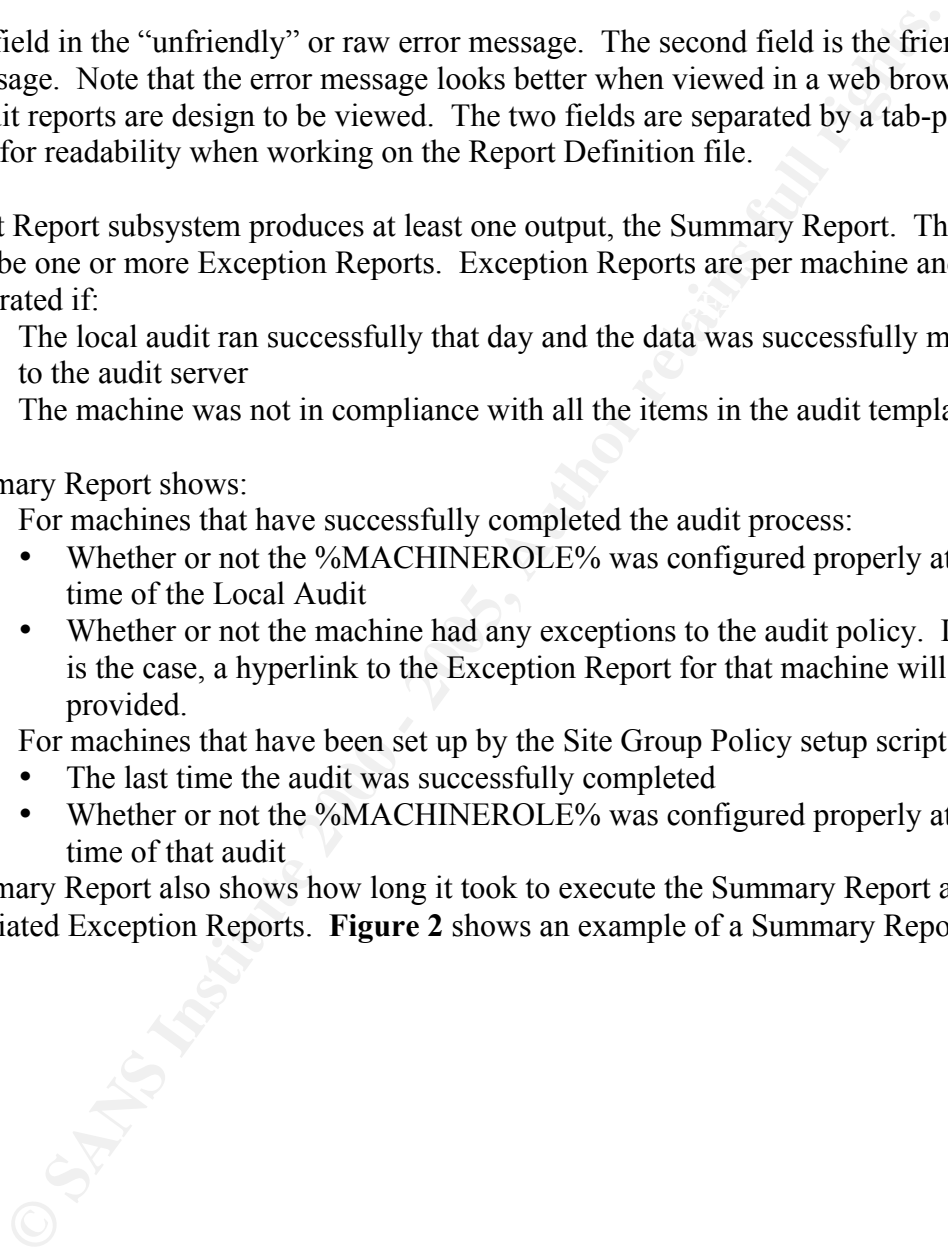 field in the “unfriendly” or raw error message.  The second field is the frien
sage.  Note that the error message looks better when viewed in a web brow
it reports are design to be viewed.  The two fields are separated by a tab-p
for readability when working on the Report Definition file.
t Report subsystem produces at least one output, the Summary Report.  Th
be one or more Exception Reports.  Exception Reports are per machine an
rated if:
The local audit ran successfully that day and the data was successfully m
to the audit server
The machine was not in compliance with all the items in the audit templa
mary Report shows:
For machines that have successfully completed the audit process:
• Whether or not the %MACHINEROLE% was configured properly at
time of the Local Audit
• Whether or not the machine had any exceptions to the audit policy.  I
is the case, a hyperlink to the Exception Report for that machine will
provided.
For machines that have been set up by the Site Group Policy setup script
• The last time the audit was successfully completed
• Whether or not the %MACHINEROLE% was configured properly at
time of that audit
mary Report also shows how long it took to execute the Summary Report a
iated Exception Reports.  Figure 2 shows an example of a Summary Repo
© SANS Institute 2000 - 2005, Author retains full rights.